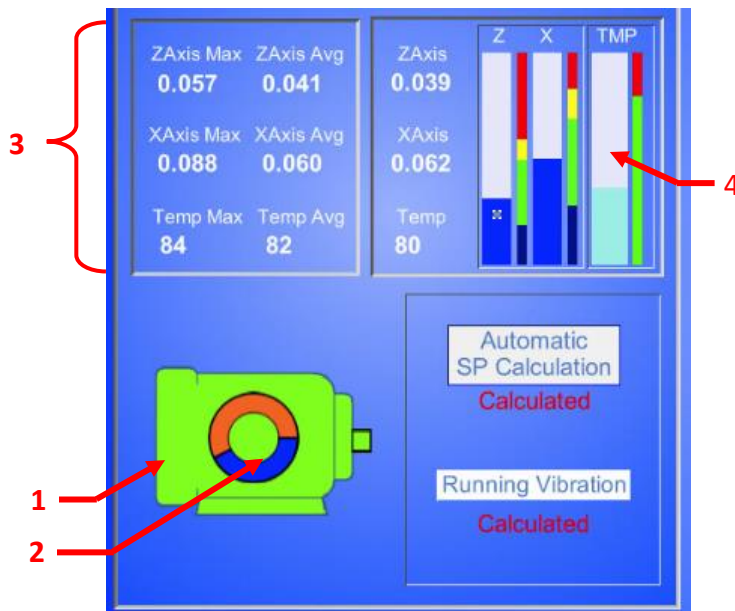 ZAxis Max ZAxis Avg
0.057 0.041
XAxis Max XAxis Avg
0.088 0.060
Temp Max Temp Avg
84 82
ZAxis
0.039
XAxis
0.062
Temp
80
Z X TMP
3
4
Automatic
SP Calculation
Calculated
Running Vibration
Calculated
1
2